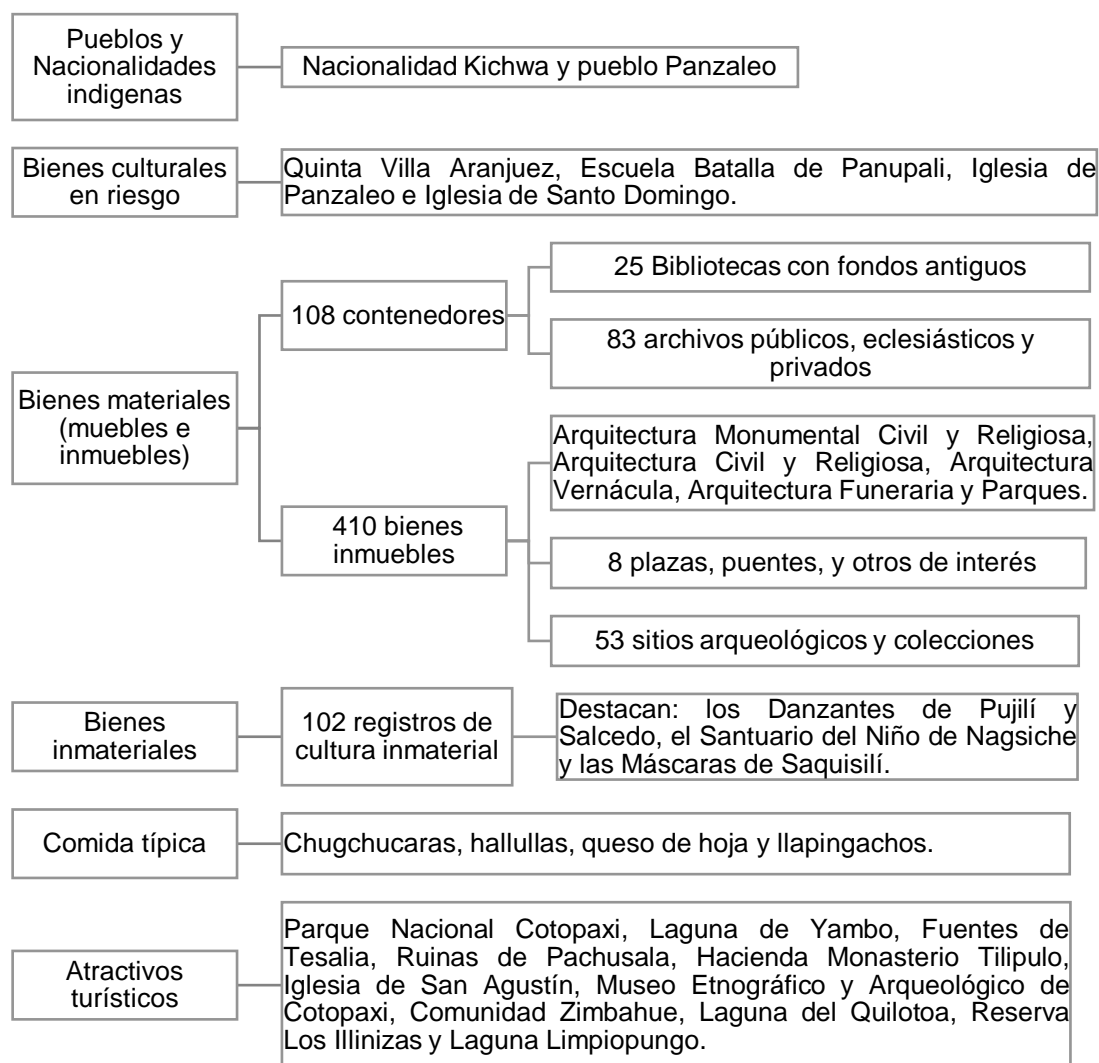 Pueblos y
Nacionalidades
indigenas
Nacionalidad Kichwa y pueblo Panzaleo
Bienes culturales
en riesgo
Quinta Villa Aranjuez, Escuela Batalla de Panupali, Iglesia de
Panzaleo e Iglesia de Santo Domingo.
Bienes materiales
(muebles e
inmuebles)
108 contenedores
25 Bibliotecas con fondos antiguos
83 archivos públicos, eclesiásticos y
privados
410 bienes
inmuebles
Arquitectura Monumental Civil y Religiosa,
Arquitectura Civil y Religiosa, Arquitectura
Vernácula, Arquitectura Funeraria y Parques.
8 plazas, puentes, y otros de interés
53 sitios arqueológicos y colecciones
Bienes
inmateriales
102 registros de
cultura inmaterial
Destacan: los Danzantes de Pujilí y
Salcedo, el Santuario del Niño de Nagsiche
y las Máscaras de Saquisilí.
Comida típica
Chugchucaras, hallullas, queso de hoja y llapingachos.
Atractivos
turísticos
Parque Nacional Cotopaxi, Laguna de Yambo, Fuentes de
Tesalia, Ruinas de Pachusala, Hacienda Monasterio Tilipulo,
Iglesia de San Agustín, Museo Etnográfico y Arqueológico de
Cotopaxi, Comunidad Zimbahue, Laguna del Quilotoa, Reserva
Los Illinizas y Laguna Limpiopungo.